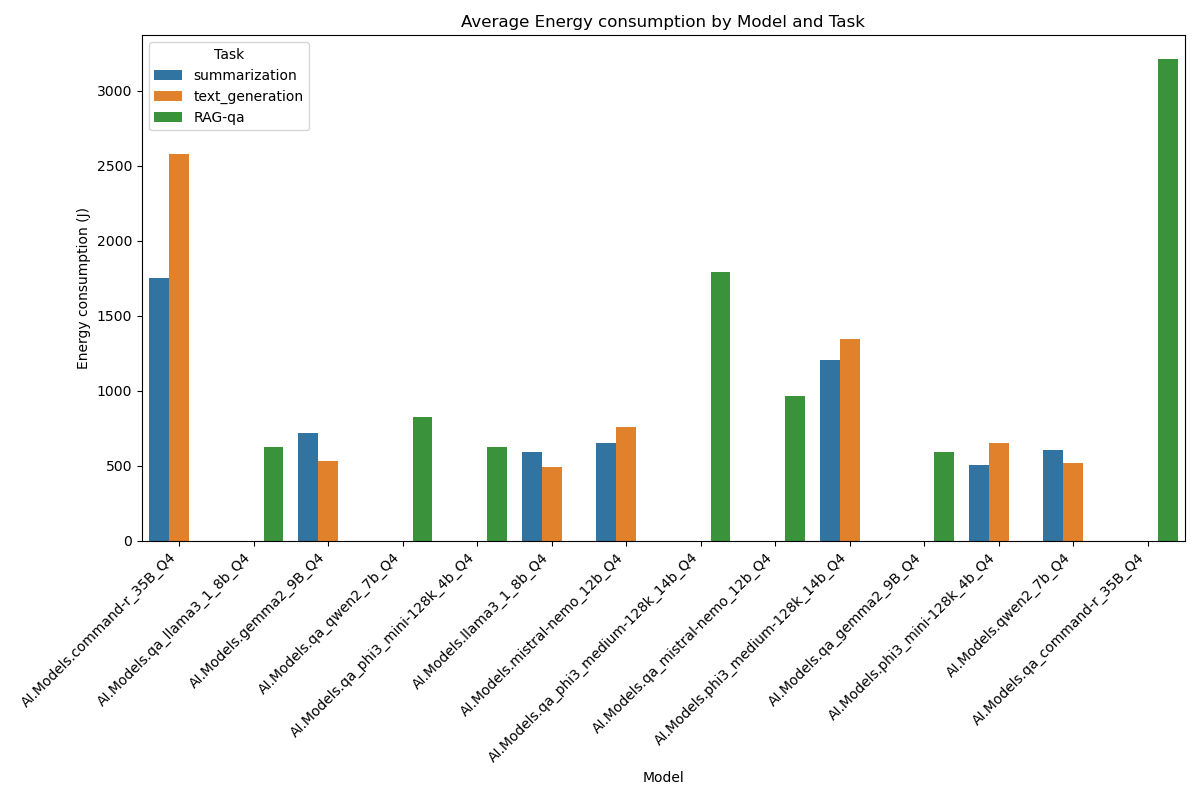 Average Energy consumption by Model and Task
Task
summarization
text_generation
RAG-qa
Energy consumption (J)
3000
2500
2000
1500
1000
500
0
AI.Models.command-r_35B_Q4
AI.Models.qa_llama3_1_8b_Q4
AI.Models.gemma2_9B_Q4
AI.Models.qa_qwen2_7b_Q4
AI.Models.qa_phi3_mini-128k_4b_Q4
AI.Models.llama3_1_8b_Q4
AI.Models.mistral-nemo_12b_Q4
AI.Models.qa_phi3_medium-128k_14b_Q4
AI.Models.qa_mistral-nemo_12b_Q4
AI.Models.phi3_medium-128k_14b_Q4
AI.Models.qa_gemma2_9B_Q4
AI.Models.phi3_mini-128k_4b_Q4
AI.Models.qwen2_7b_Q4
AI.Models.qa_command-r_35B_Q4
Model